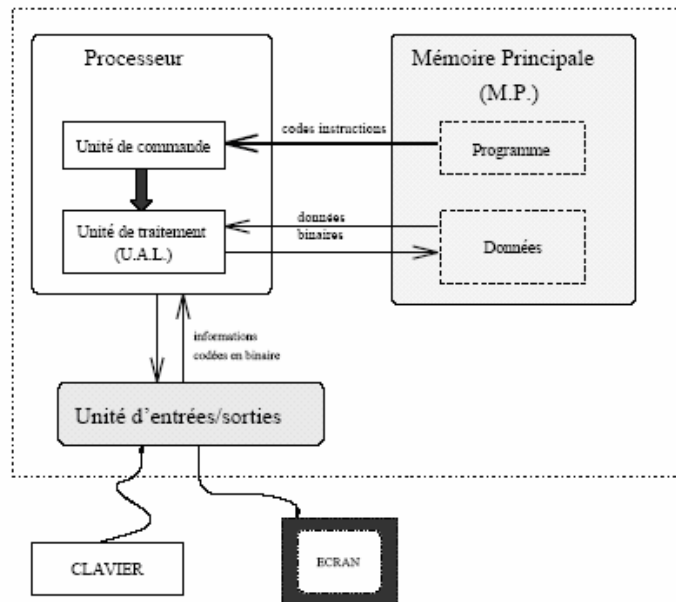 Processeur
Mémoire Principale
(M.P.)
codes instructions
Unité de commande
Programme
Unité de traitement
(U.A.L.)
données
binaires
Données
informations
codées en binaire
Unité d'entrées/sorties
CLAVIER
ECRAN